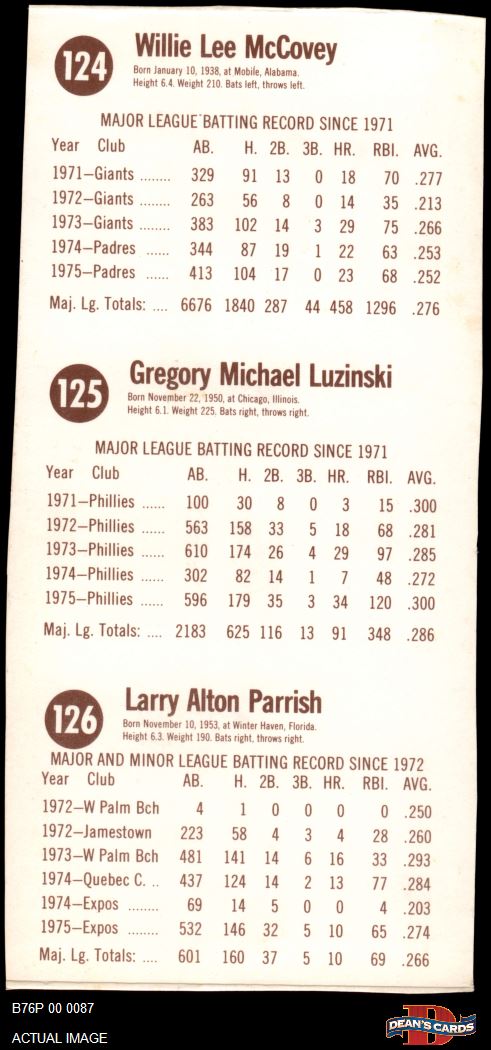 124 Willie Lee McCovey
Born January 10, 1938, at Mobile, Alabama.
Height 6.4. Weight 210. Bats left, throws left.
MAJOR LEAGUE BATTING RECORD SINCE 1971
Year Club AB. H. 2B. 3B. HR. RBI. AVG.
1971—Giants ........ 329 91 13 0 18 70 .277
1972—Giants ........ 263 56 8 0 14 35 .213
1973—Giants ........ 383 102 14 3 29 75 .266
1974—Padres ...... 344 87 19 1 22 63 .253
1975—Padres ...... 413 104 17 0 23 68 .252
Maj. Lg. Totals: .... 6676 1840 287 44 458 1296 .276
125 Gregory Michael Luzinski
Born November 22, 1950, at Chicago, Illinois.
Height 6.1. Weight 225. Bats right, throws right.
MAJOR LEAGUE BATTING RECORD SINCE 1971
Year Club AB. H. 2B. 3B. HR. RBI. AVG.
1971—Phillies ...... 100 30 8 0 3 15 .300
1972—Phillies ...... 563 158 33 5 18 68 .281
1973—Phillies ...... 610 174 26 4 29 97 .285
1974—Phillies ...... 302 82 14 1 7 48 .272
1975—Phillies ...... 596 179 35 3 34 120 .300
Maj. Lg. Totals: .... 2183 625 116 13 91 348 .286
126 Larry Alton Parrish
Born November 10, 1953, at Winter Haven, Florida.
Height 6.3. Weight 190. Bats right, throws right.
MAJOR AND MINOR LEAGUE BATTING RECORD SINCE 1972
Year Club AB. H. 2B. 3B. HR. RBI. AVG.
1972—W Palm Bch 4 1 0 0 0 0 .250
1972—Jamestown 223 58 4 3 4 28 .260
1973—W Palm Bch 481 141 14 6 16 33 .293
1974—Quebec C. .. 437 124 14 2 13 77 .284
1974—Expos ........ 69 14 5 0 0 4 .203
1975—Expos ........ 532 146 32 5 10 65 .274
Maj. Lg. Totals: .... 601 160 37 5 10 69 .266
B76P 00 0087
ACTUAL IMAGE
D
DEAN'S CARDS